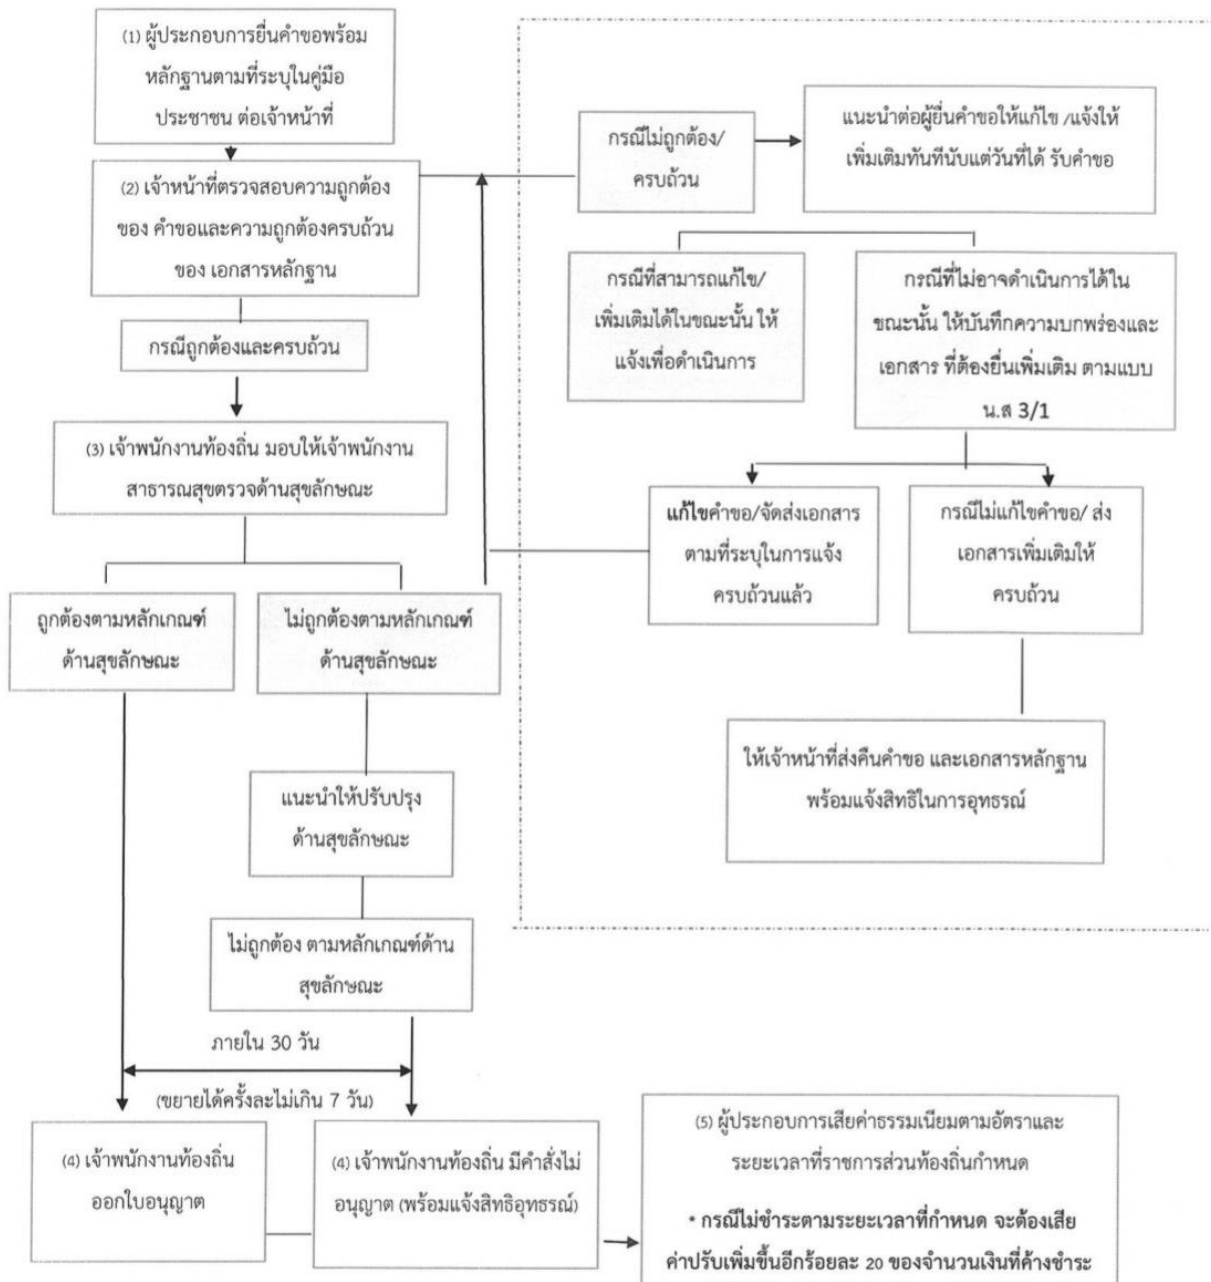 (1) ผู้ประกอบการยื่นคำขอพร้อม
หลักฐานตามที่ระบุในคู่มือ
ประชาชน ต่อเจ้าหน้าที่
(2) เจ้าหน้าที่ตรวจสอบความถูกต้อง
ของ คำขอและความถูกต้องครบถ้วน
ของ เอกสารหลักฐาน
กรณีไม่ถูกต้อง/
ครบถ้วน
แนะนำต่อผู้ยื่นคำขอให้แก้ไข /แจ้งให้
เพิ่มเติมทันทีนับแต่วันที่ได้ รับคำขอ
กรณีที่สามารถแก้ไข/
เพิ่มเติมได้ในขณะนั้น ให้
แจ้งเพื่อดำเนินการ
กรณีที่ไม่อาจดำเนินการได้ใน
ขณะนั้น ให้บันทึกความบกพร่องและ
เอกสาร ที่ต้องยื่นเพิ่มเติม ตามแบบ
น.ส 3/1
กรณีถูกต้องและครบถ้วน
(3) เจ้าพนักงานท้องถิ่น มอบให้เจ้าพนักงาน
สาธารณสุขตรวจด้านสุขลักษณะ
แก้ไขคำขอ/จัดส่งเอกสาร
ตามที่ระบุในการแจ้ง
ครบถ้วนแล้ว
กรณีไม่แก้ไขคำขอ/ ส่ง
เอกสารเพิ่มเติมให้
ครบถ้วน
ถูกต้องตามหลักเกณฑ์
ด้านสุขลักษณะ
ไม่ถูกต้องตามหลักเกณฑ์
ด้านสุขลักษณะ
ให้เจ้าหน้าที่ส่งคืนคำขอ และเอกสารหลักฐาน
พร้อมแจ้งสิทธิในการอุทธรณ์
แนะนำให้ปรับปรุง
ด้านสุขลักษณะ
ไม่ถูกต้อง ตามหลักเกณฑ์ด้าน
สุขลักษณะ
ภายใน 30 วัน
(ขยายได้ครั้งละไม่เกิน 7 วัน)
(4) เจ้าพนักงานท้องถิ่น
ออกใบอนุญาต
(4) เจ้าพนักงานท้องถิ่น มีคำสั่งไม่
อนุญาต (พร้อมแจ้งสิทธิอุทธรณ์)
(5) ผู้ประกอบการเสียค่าธรรมเนียมตามอัตราและ
ระยะเวลาที่ราชการส่วนท้องถิ่นกำหนด
* กรณีไม่ชำระตามระยะเวลาที่กำหนด จะต้องเสีย
ค่าปรับเพิ่มขึ้นอีกร้อยละ 20 ของจำนวนเงินที่ค้างชำระ